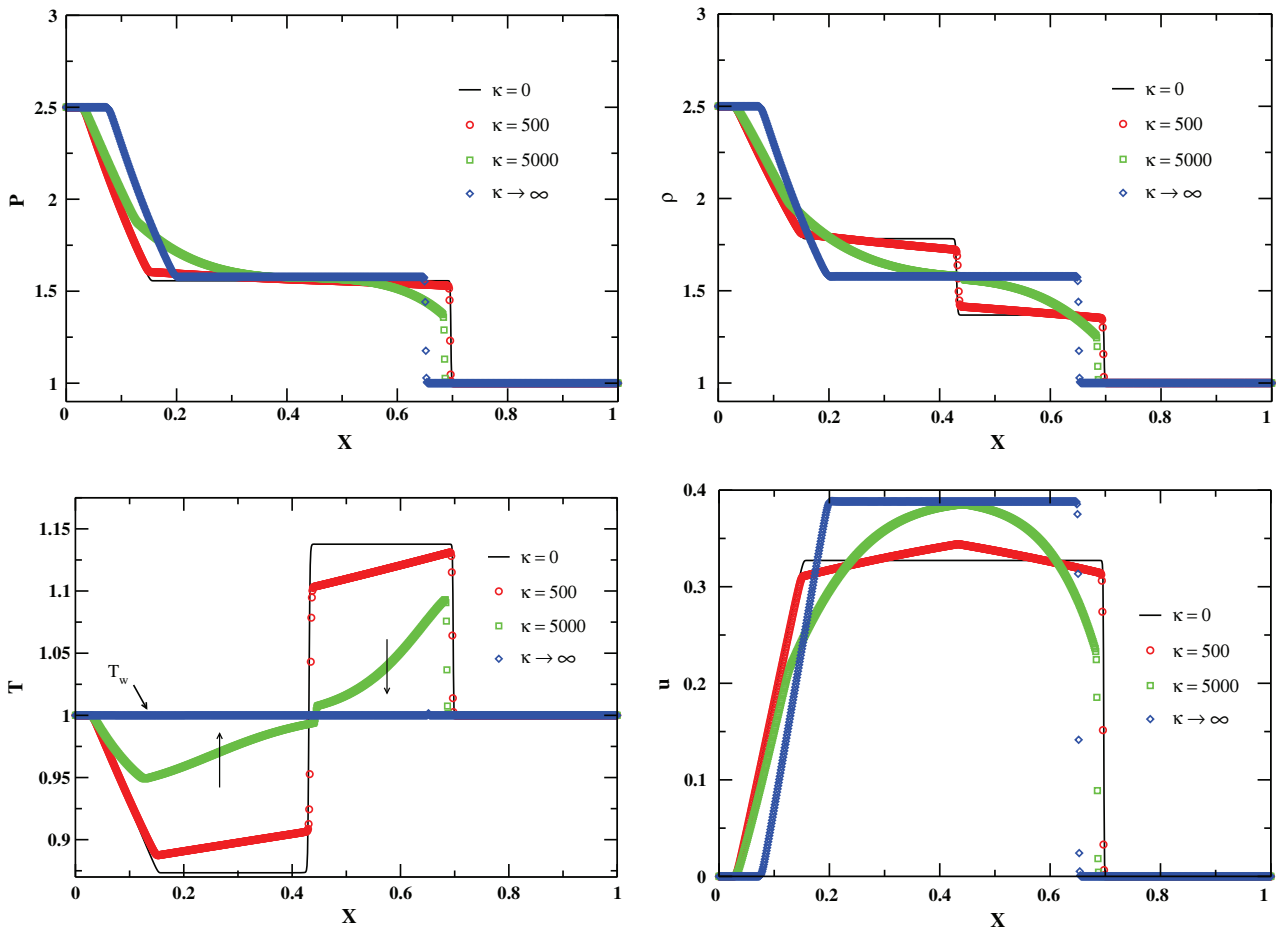 3
2.5
2
1.5
1
P
0
0.2
0.4
0.6
0.8
1
X
κ = 0
κ = 500
κ = 5000
κ → ∞
3
2.5
2
1.5
1
ρ
0
0.2
0.4
0.6
0.8
1
X
κ = 0
κ = 500
κ = 5000
κ → ∞
1.15
1.1
1.05
1
0.95
0.9
T
T_w
0
0.2
0.4
0.6
0.8
1
X
κ = 0
κ = 500
κ = 5000
κ → ∞
0.4
0.3
0.2
0.1
0
u
0
0.2
0.4
0.6
0.8
1
X
κ = 0
κ = 500
κ = 5000
κ → ∞